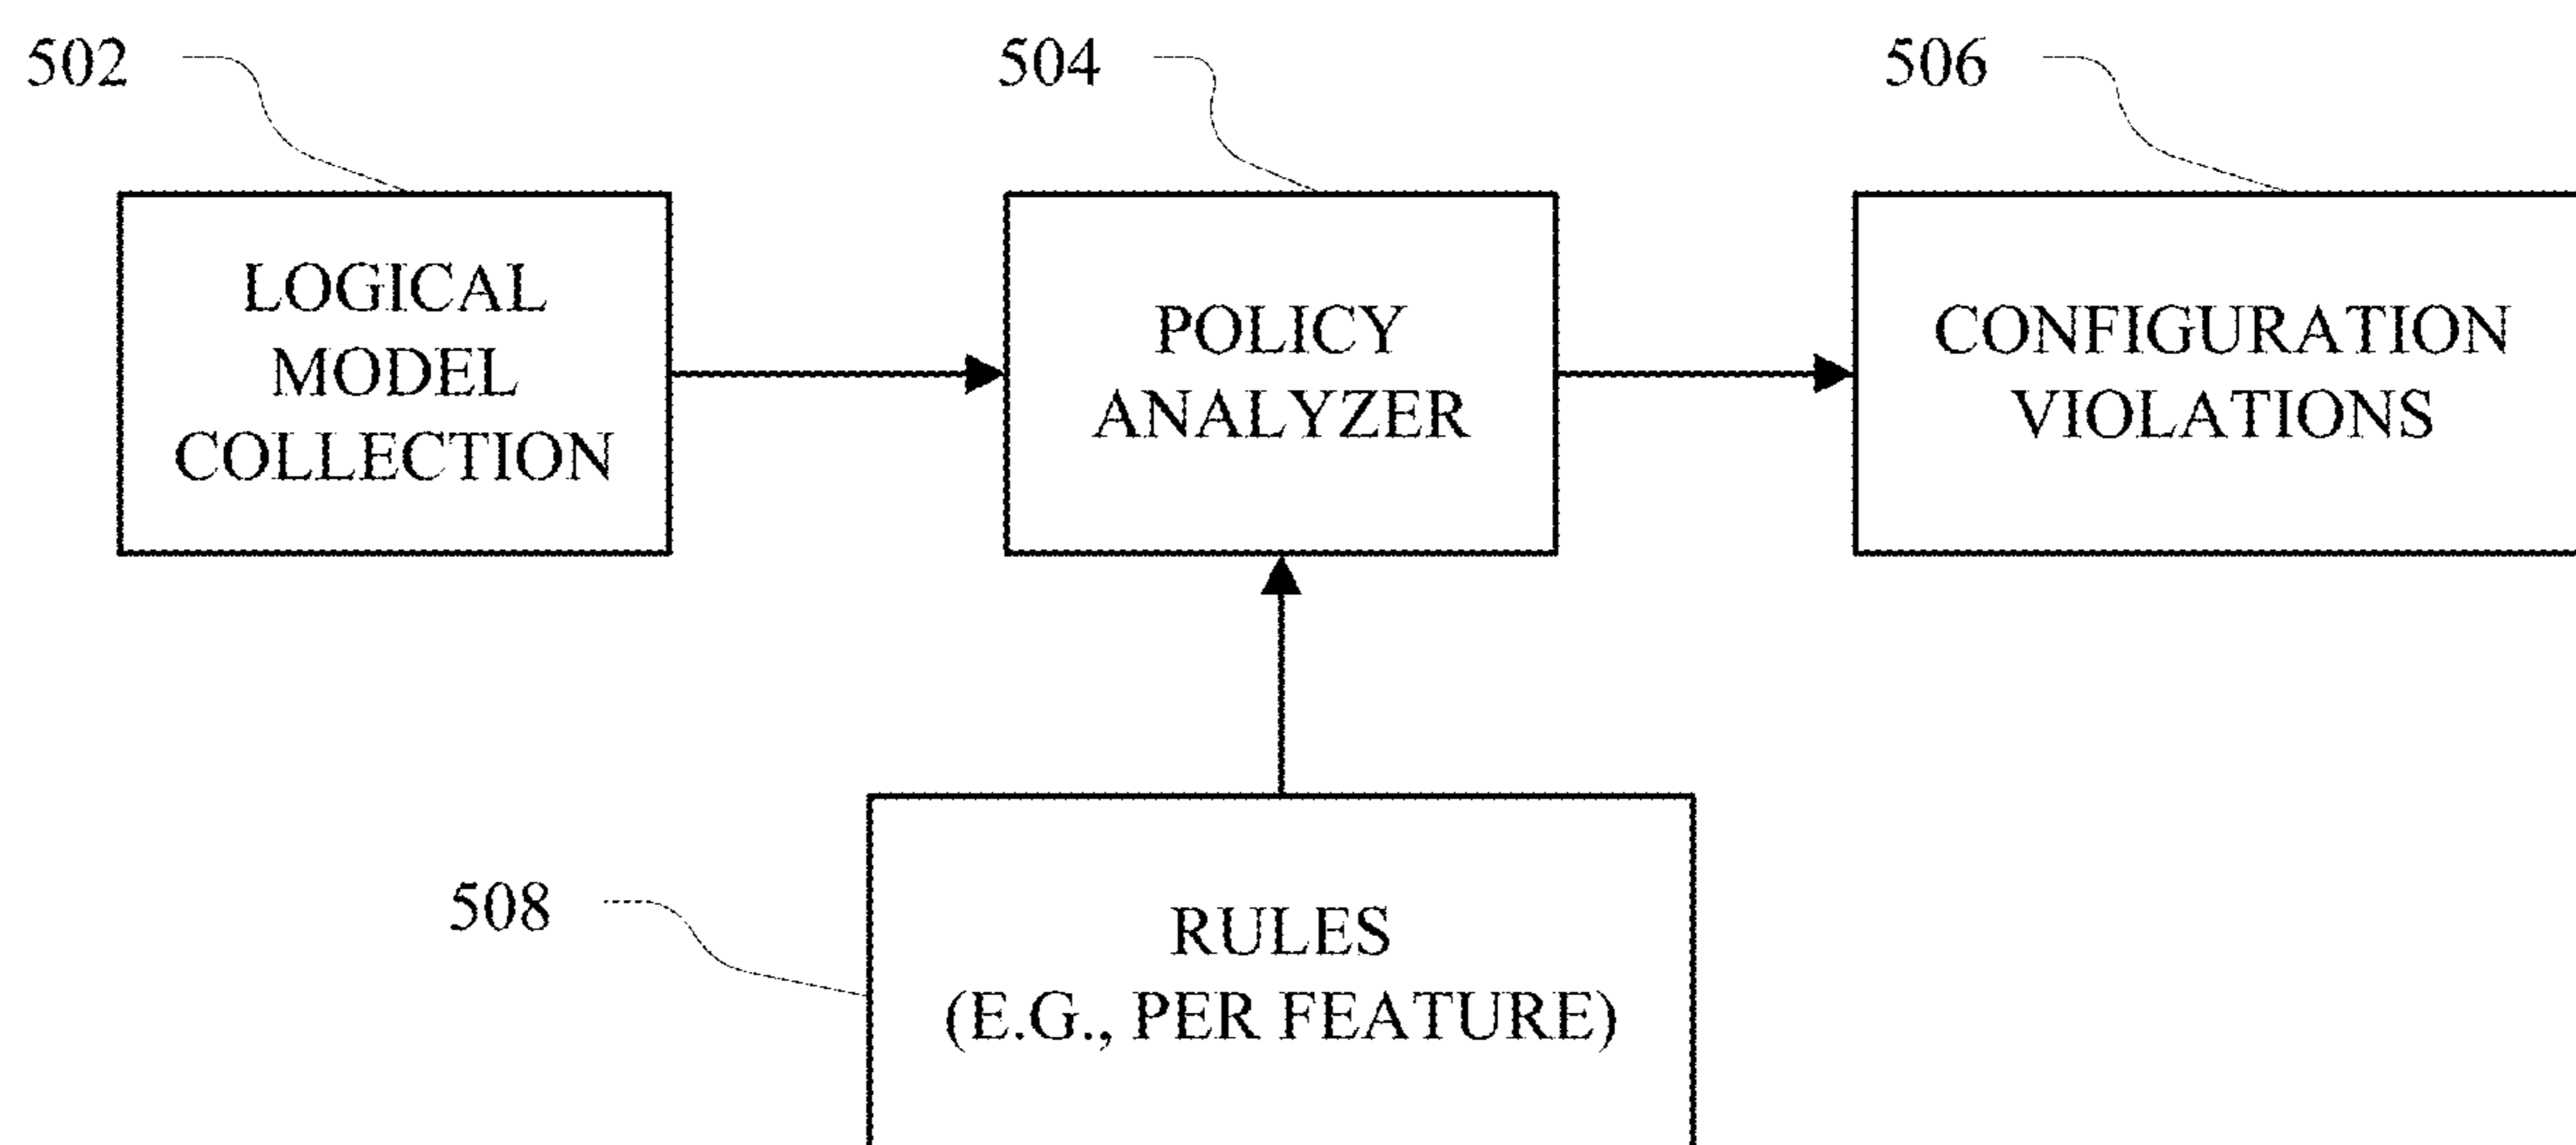 502
504
506
LOGICAL
MODEL
COLLECTION
POLICY
ANALYZER
CONFIGURATION
VIOLATIONS
508
RULES
(E.G., PER FEATURE)